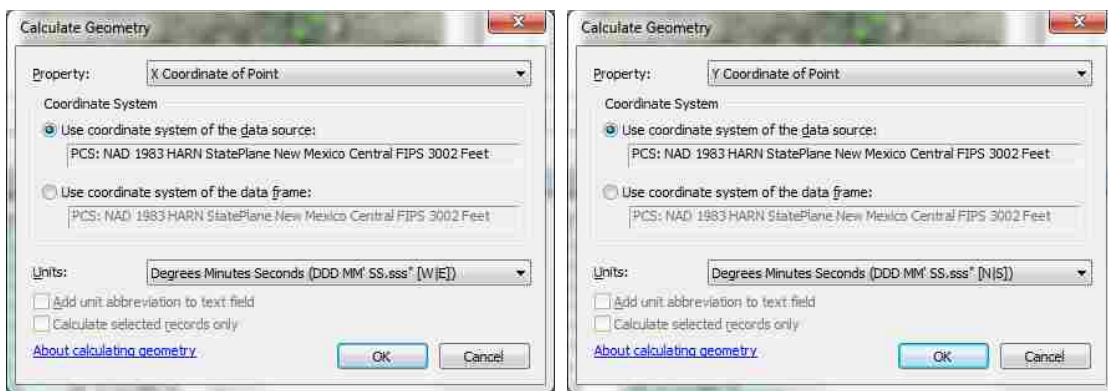 Calculate Geometry
Property:
X Coordinate of Point
Coordinate System
Use coordinate system of the data source:
PCS: NAD 1983 HARN StatePlane New Mexico Central FIPS 3002 Feet
Use coordinate system of the data frame:
PCS: NAD 1983 HARN StatePlane New Mexico Central FIPS 3002 Feet
Units:
Degrees Minutes Seconds (DDD MM' SS.sss" [W|E])
Add unit abbreviation to text field
Calculate selected records only
About calculating geometry
OK
Cancel
Calculate Geometry
Property:
Y Coordinate of Point
Coordinate System
Use coordinate system of the data source:
PCS: NAD 1983 HARN StatePlane New Mexico Central FIPS 3002 Feet
Use coordinate system of the data frame:
PCS: NAD 1983 HARN StatePlane New Mexico Central FIPS 3002 Feet
Units:
Degrees Minutes Seconds (DDD MM' SS.sss" [N|S])
Add unit abbreviation to text field
Calculate selected records only
About calculating geometry
OK
Cancel